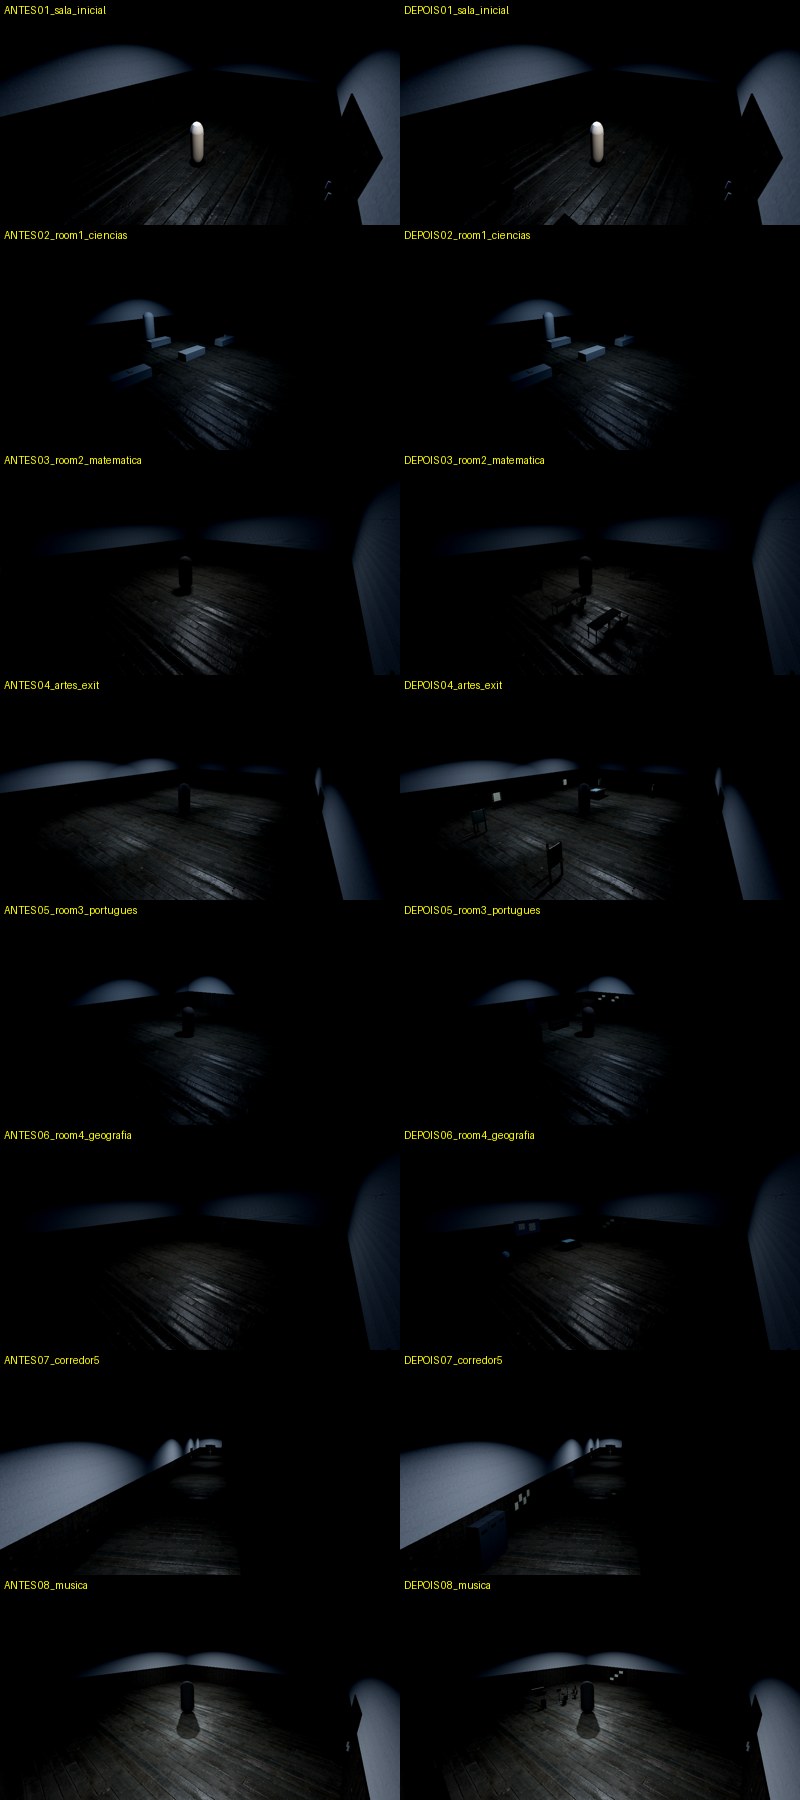 ANTES01_sala_inicial
DEPOIS01_sala_inicial
ANTES02_room1_ciencias
DEPOIS02_room1_ciencias
ANTES03_room2_matematica
DEPOIS03_room2_matematica
ANTES04_artes_exit
DEPOIS04_artes_exit
ANTES05_room3_portugues
DEPOIS05_room3_portugues
ANTES06_room4_geografia
DEPOIS06_room4_geografia
ANTES07_corredor5
DEPOIS07_corredor5
ANTES08_musica
DEPOIS08_musica